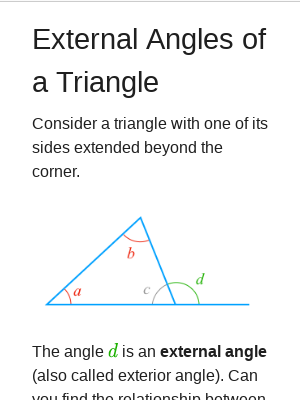 External Angles of
a Triangle
Consider a triangle with one of its
sides extended beyond the
corner.
b
a
c
d
The angle d is an external angle
(also called exterior angle). Can
you find the relationship between